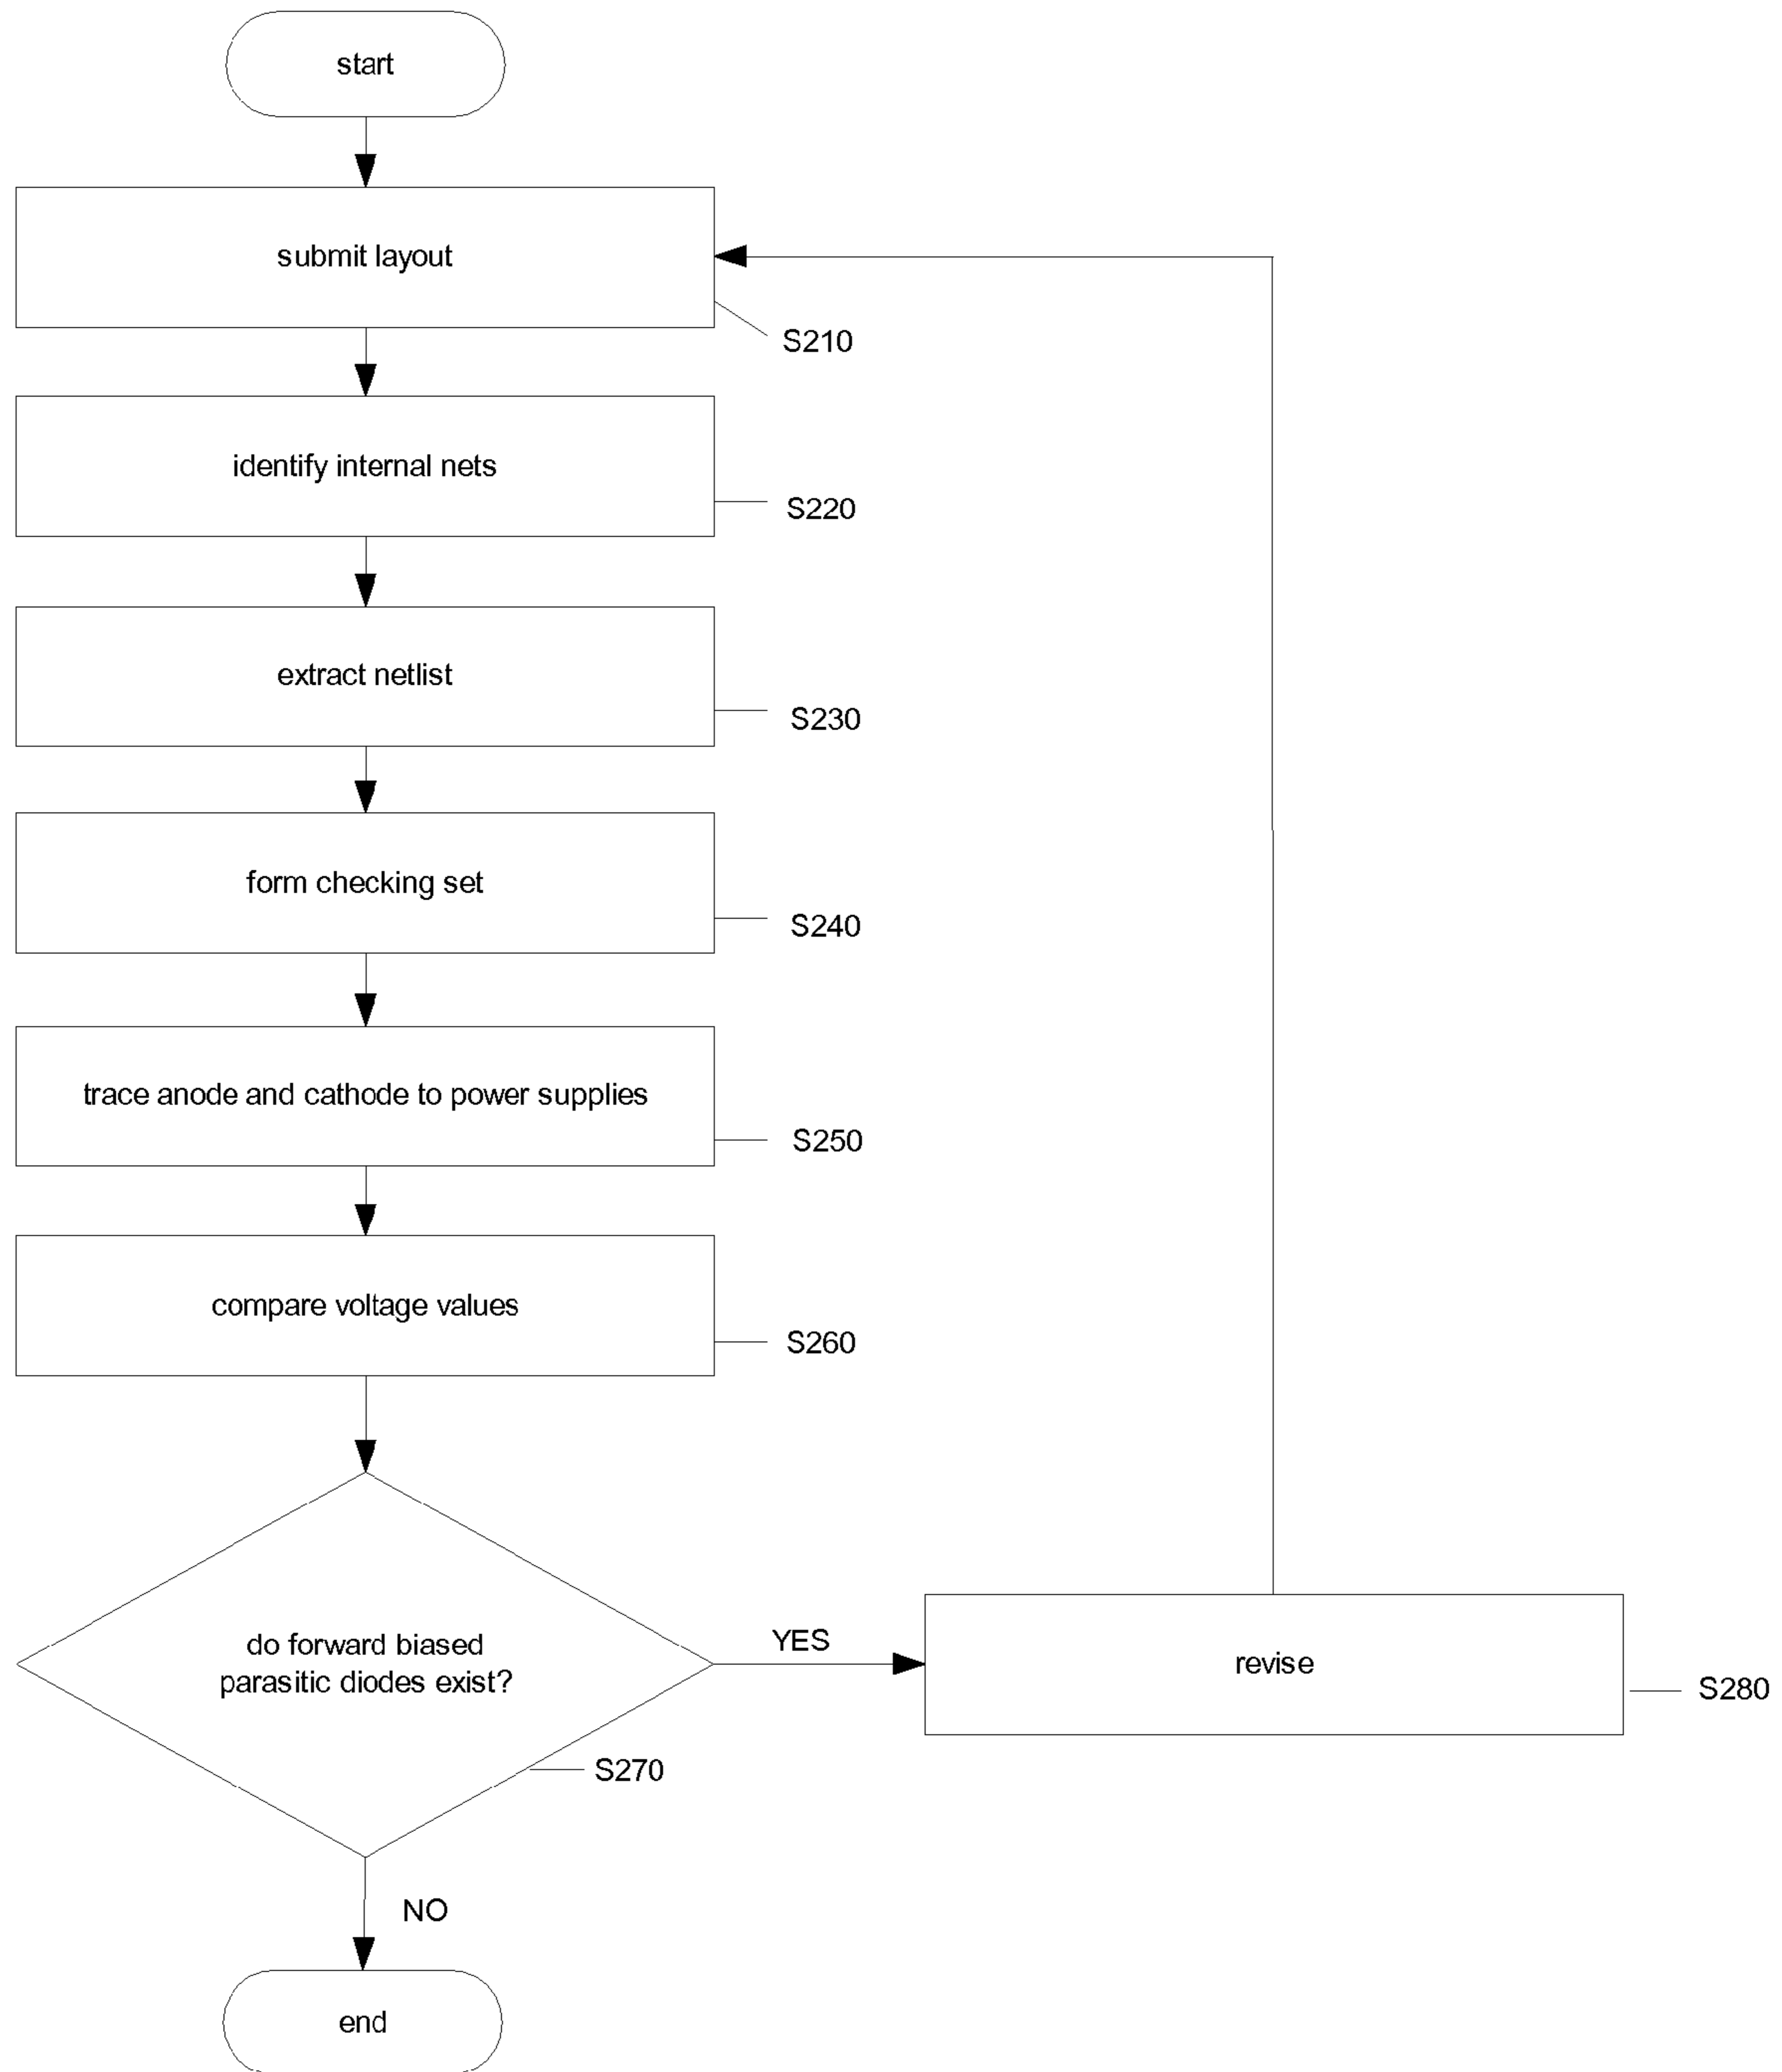 start
submit layout
S210
identify internal nets
S220
extract netlist
S230
form checking set
S240
trace anode and cathode to power supplies
S250
compare voltage values
S260
do forward biased
parasitic diodes exist?
S270
YES
revise
S280
NO
end